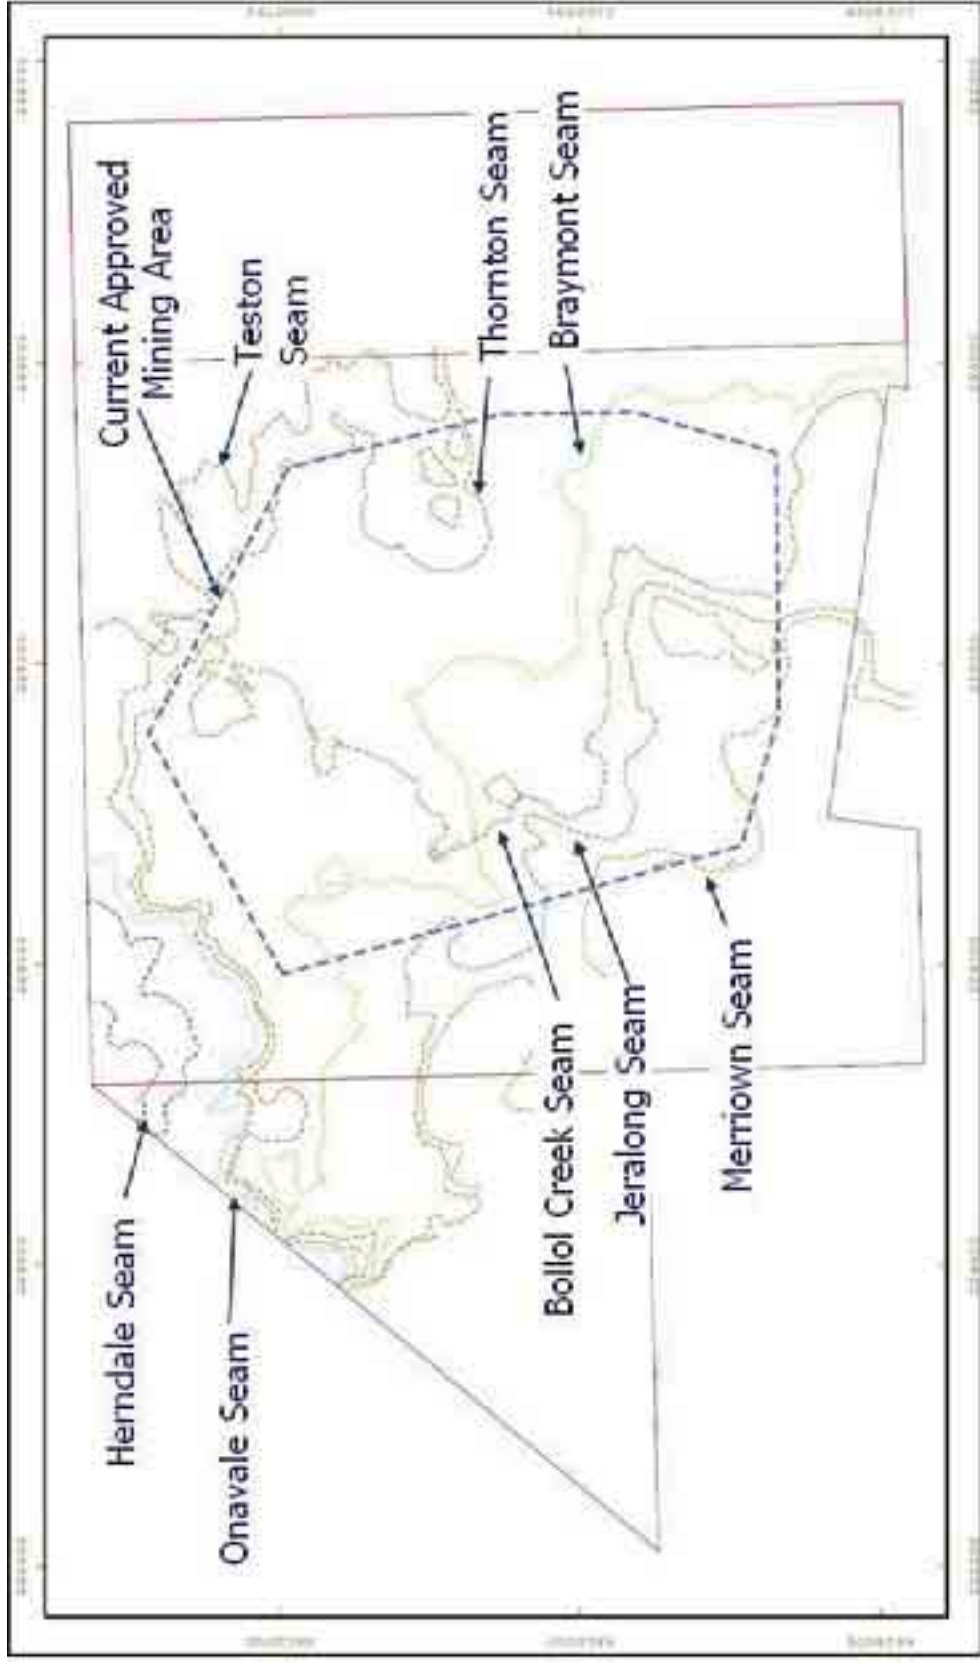 Herndale Seam
Onavale Seam
Current Approved
Mining Area
Teston
Seam
Thornton Seam
Braymont Seam
Bollol Creek Seam
Jeralong Seam
Merriown Seam